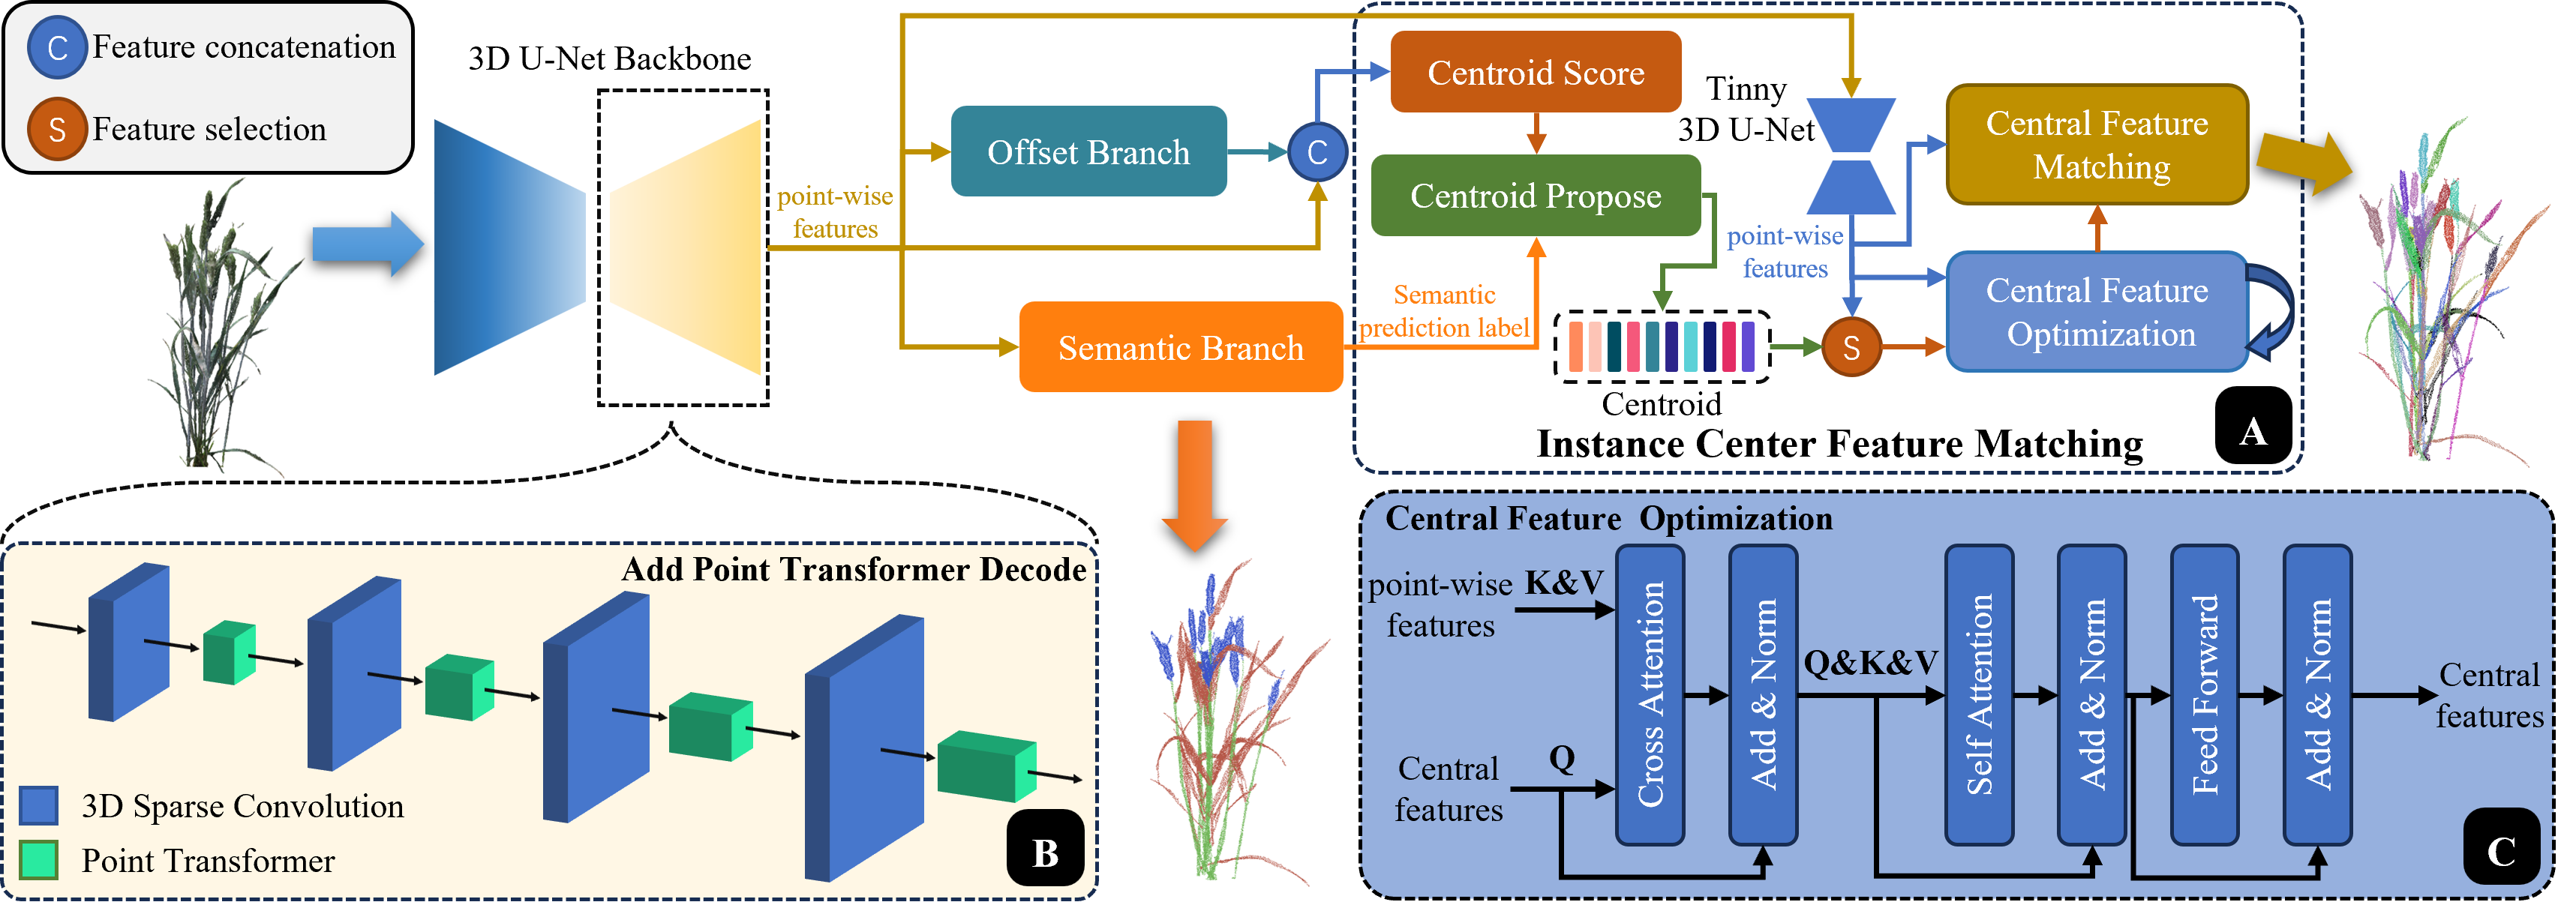 C Feature concatenation
S Feature selection
3D U-Net Backbone
point-wise
features
Offset Branch
C
Semantic Branch
Centroid Score
Centroid Propose
Semantic
prediction label
Centroid
Tinny
3D U-Net
point-wise
features
S
Central Feature
Matching
Central Feature
Optimization
Instance Center Feature Matching
A
Add Point Transformer Decode
3D Sparse Convolution
Point Transformer
B
Central Feature Optimization
point-wise
features
K&V
Central
features
Q
Cross Attention
Add & Norm
Q&K&V
Self Attention
Add & Norm
Feed Forward
Add & Norm
Central
features
C